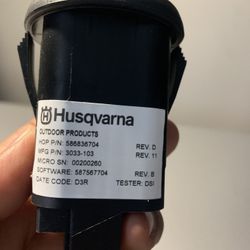 Husqvarna
OUTDOOR PRODUCTS
HOP P/N: 586836704 REV. D
MFG P/N: 3033-103 REV. 11
MICRO SN: 00200260
SOFTWARE: 587567704 REV. B
DATE CODE: D3R TESTER: DSI